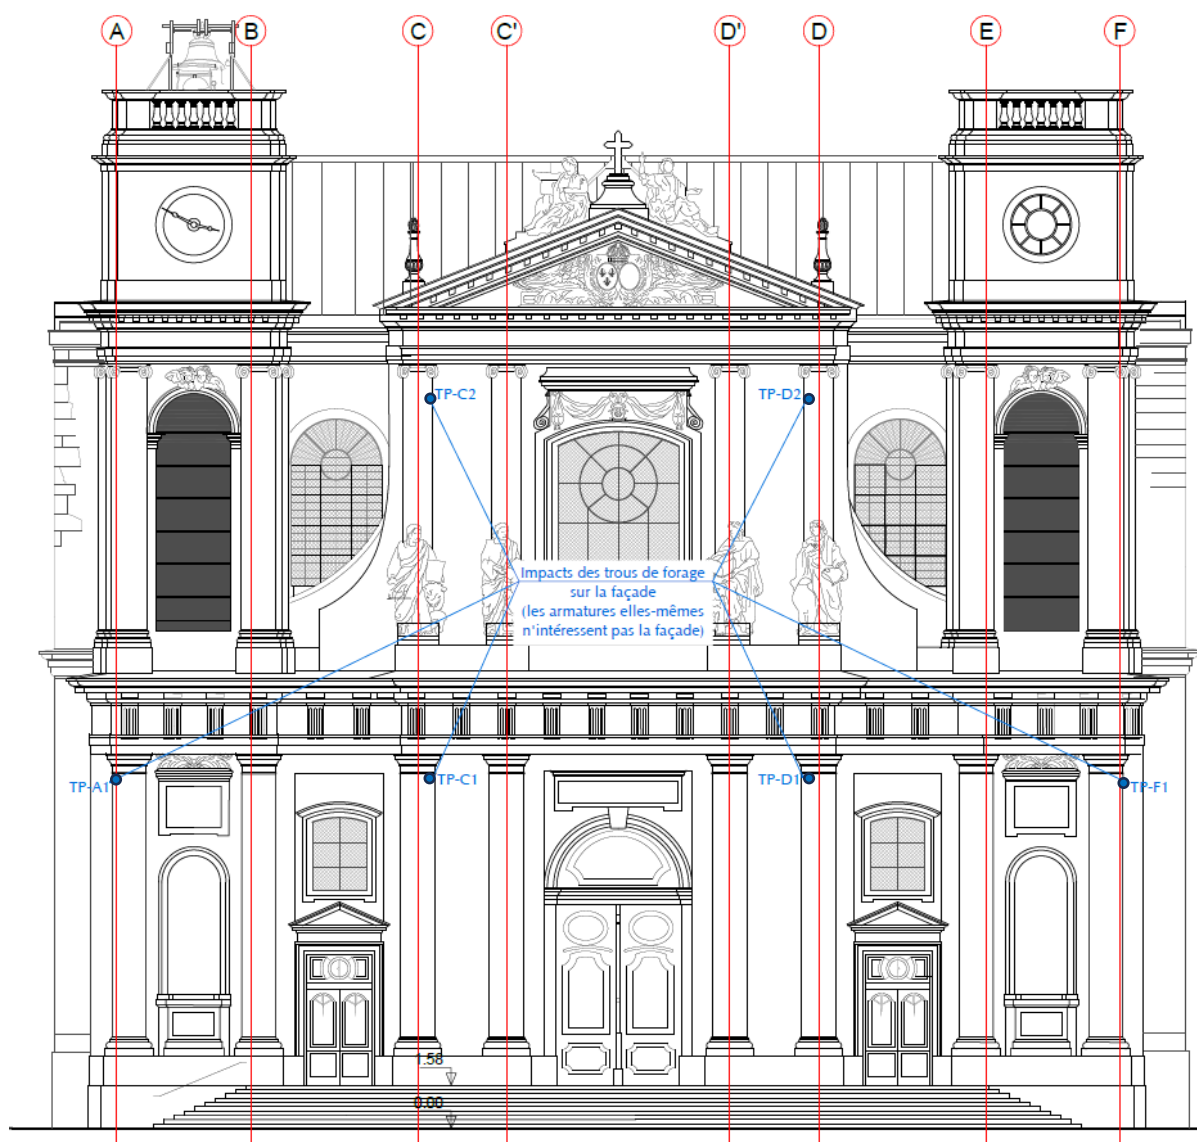 A B C C' D' D E F
TP-C2 TP-D2
Impacts des trous de forage
sur la façade
(les armatures elles-mêmes
n'intéressent pas la façade)
TP-A1 TP-C1 TP-D1 TP-F1
1.58
0.00